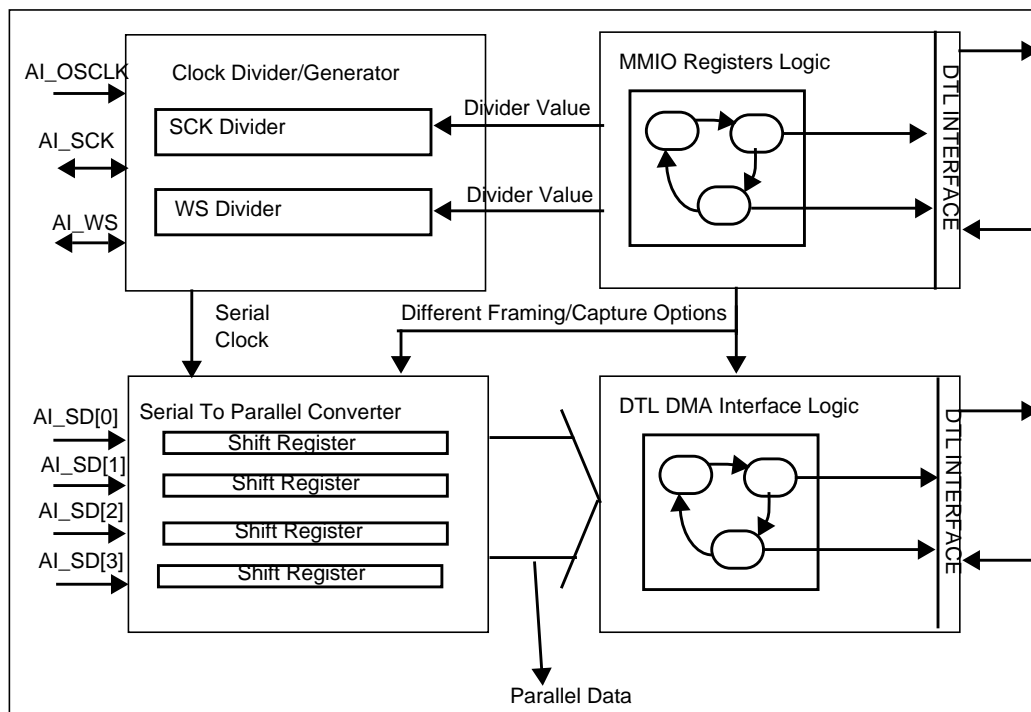 AI_OSCLK
Clock Divider/Generator
MMIO Registers Logic
Divider Value
SCK Divider
AI_SCK
Divider Value
WS Divider
AI_WS
DTL INTERFACE
Serial
Clock
Different Framing/Capture Options
Serial To Parallel Converter
DTL DMA Interface Logic
AI_SD[0]
Shift Register
AI_SD[1]
Shift Register
AI_SD[2]
Shift Register
AI_SD[3]
Shift Register
DTL INTERFACE
Parallel Data